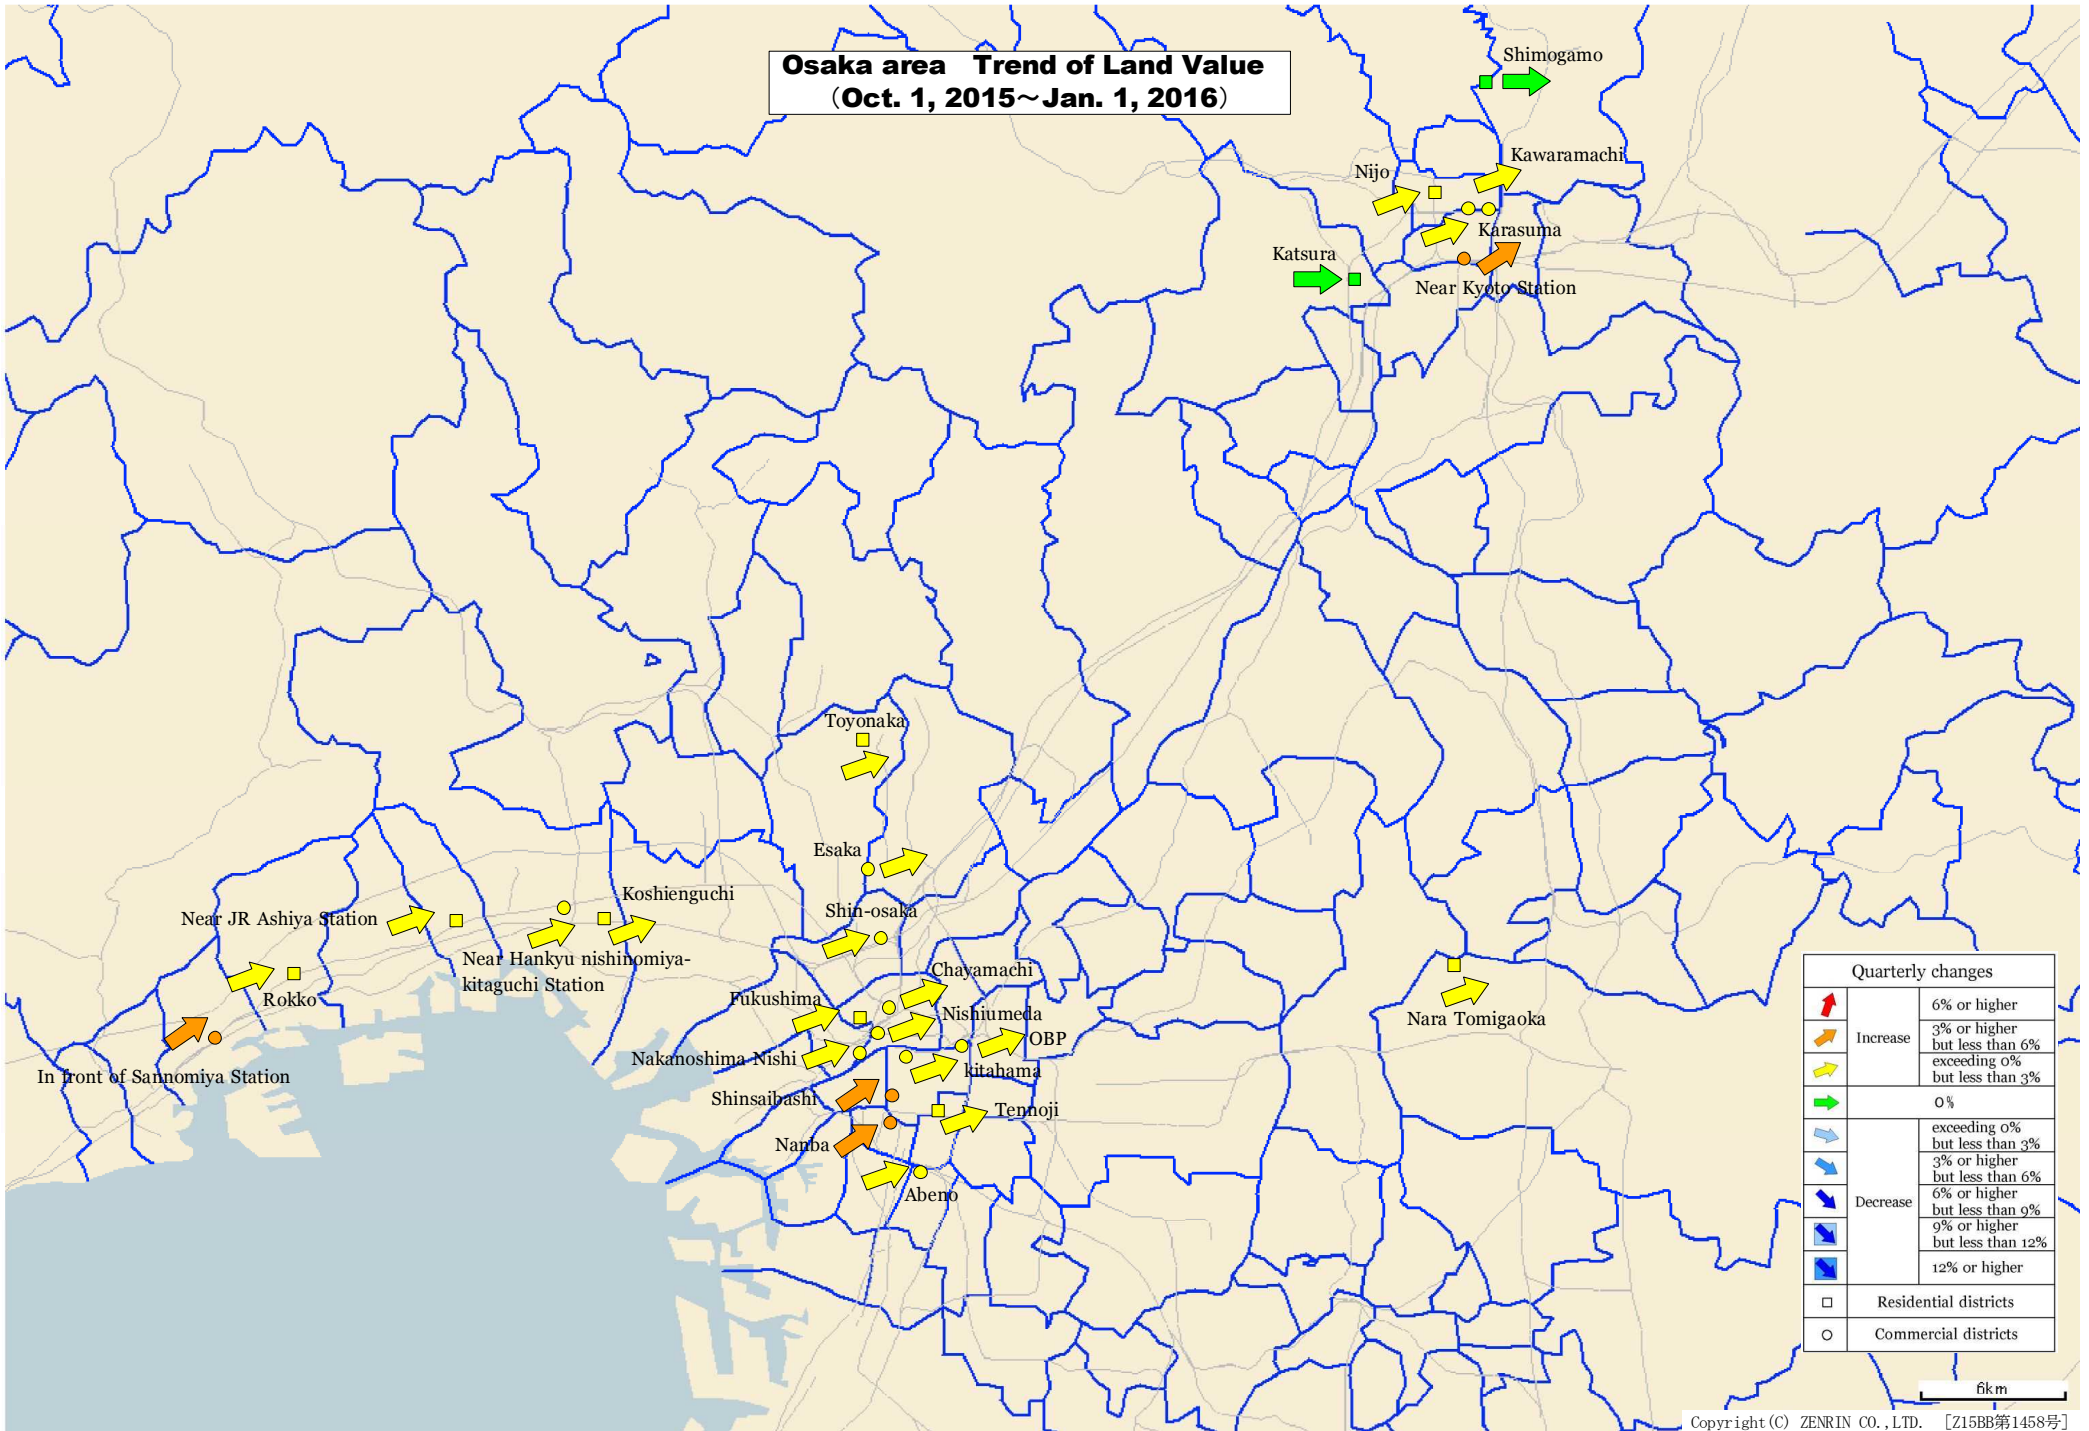 Osaka area Trend of Land Value
(Oct. 1, 2015～Jan. 1, 2016)
Shimogamo
Kawaramachi
Nijo
Karasuma
Katsura
Near Kyoto Station
Toyonaka
Esaka
Koshienguchi
Near JR Ashiya Station
Shin-osaka
Near Hankyu nishinomiya-
kitaguchi Station
Rokko
Chayamachi
Fukushima
Nishiumeda
Nara Tomigaoka
OBP
Nakanoshima Nishi
kitahama
In front of Sannomiya Station
Shinsaibashi
Tennoji
Nanba
Abeno
Quarterly changes
Increase
6% or higher
3% or higher
but less than 6%
exceeding 0%
but less than 3%
0%
Decrease
exceeding 0%
but less than 3%
3% or higher
but less than 6%
6% or higher
but less than 9%
9% or higher
but less than 12%
12% or higher
Residential districts
Commercial districts
6km
Copyright(C) ZENRIN CO.,LTD. [Z15BB第1458号]